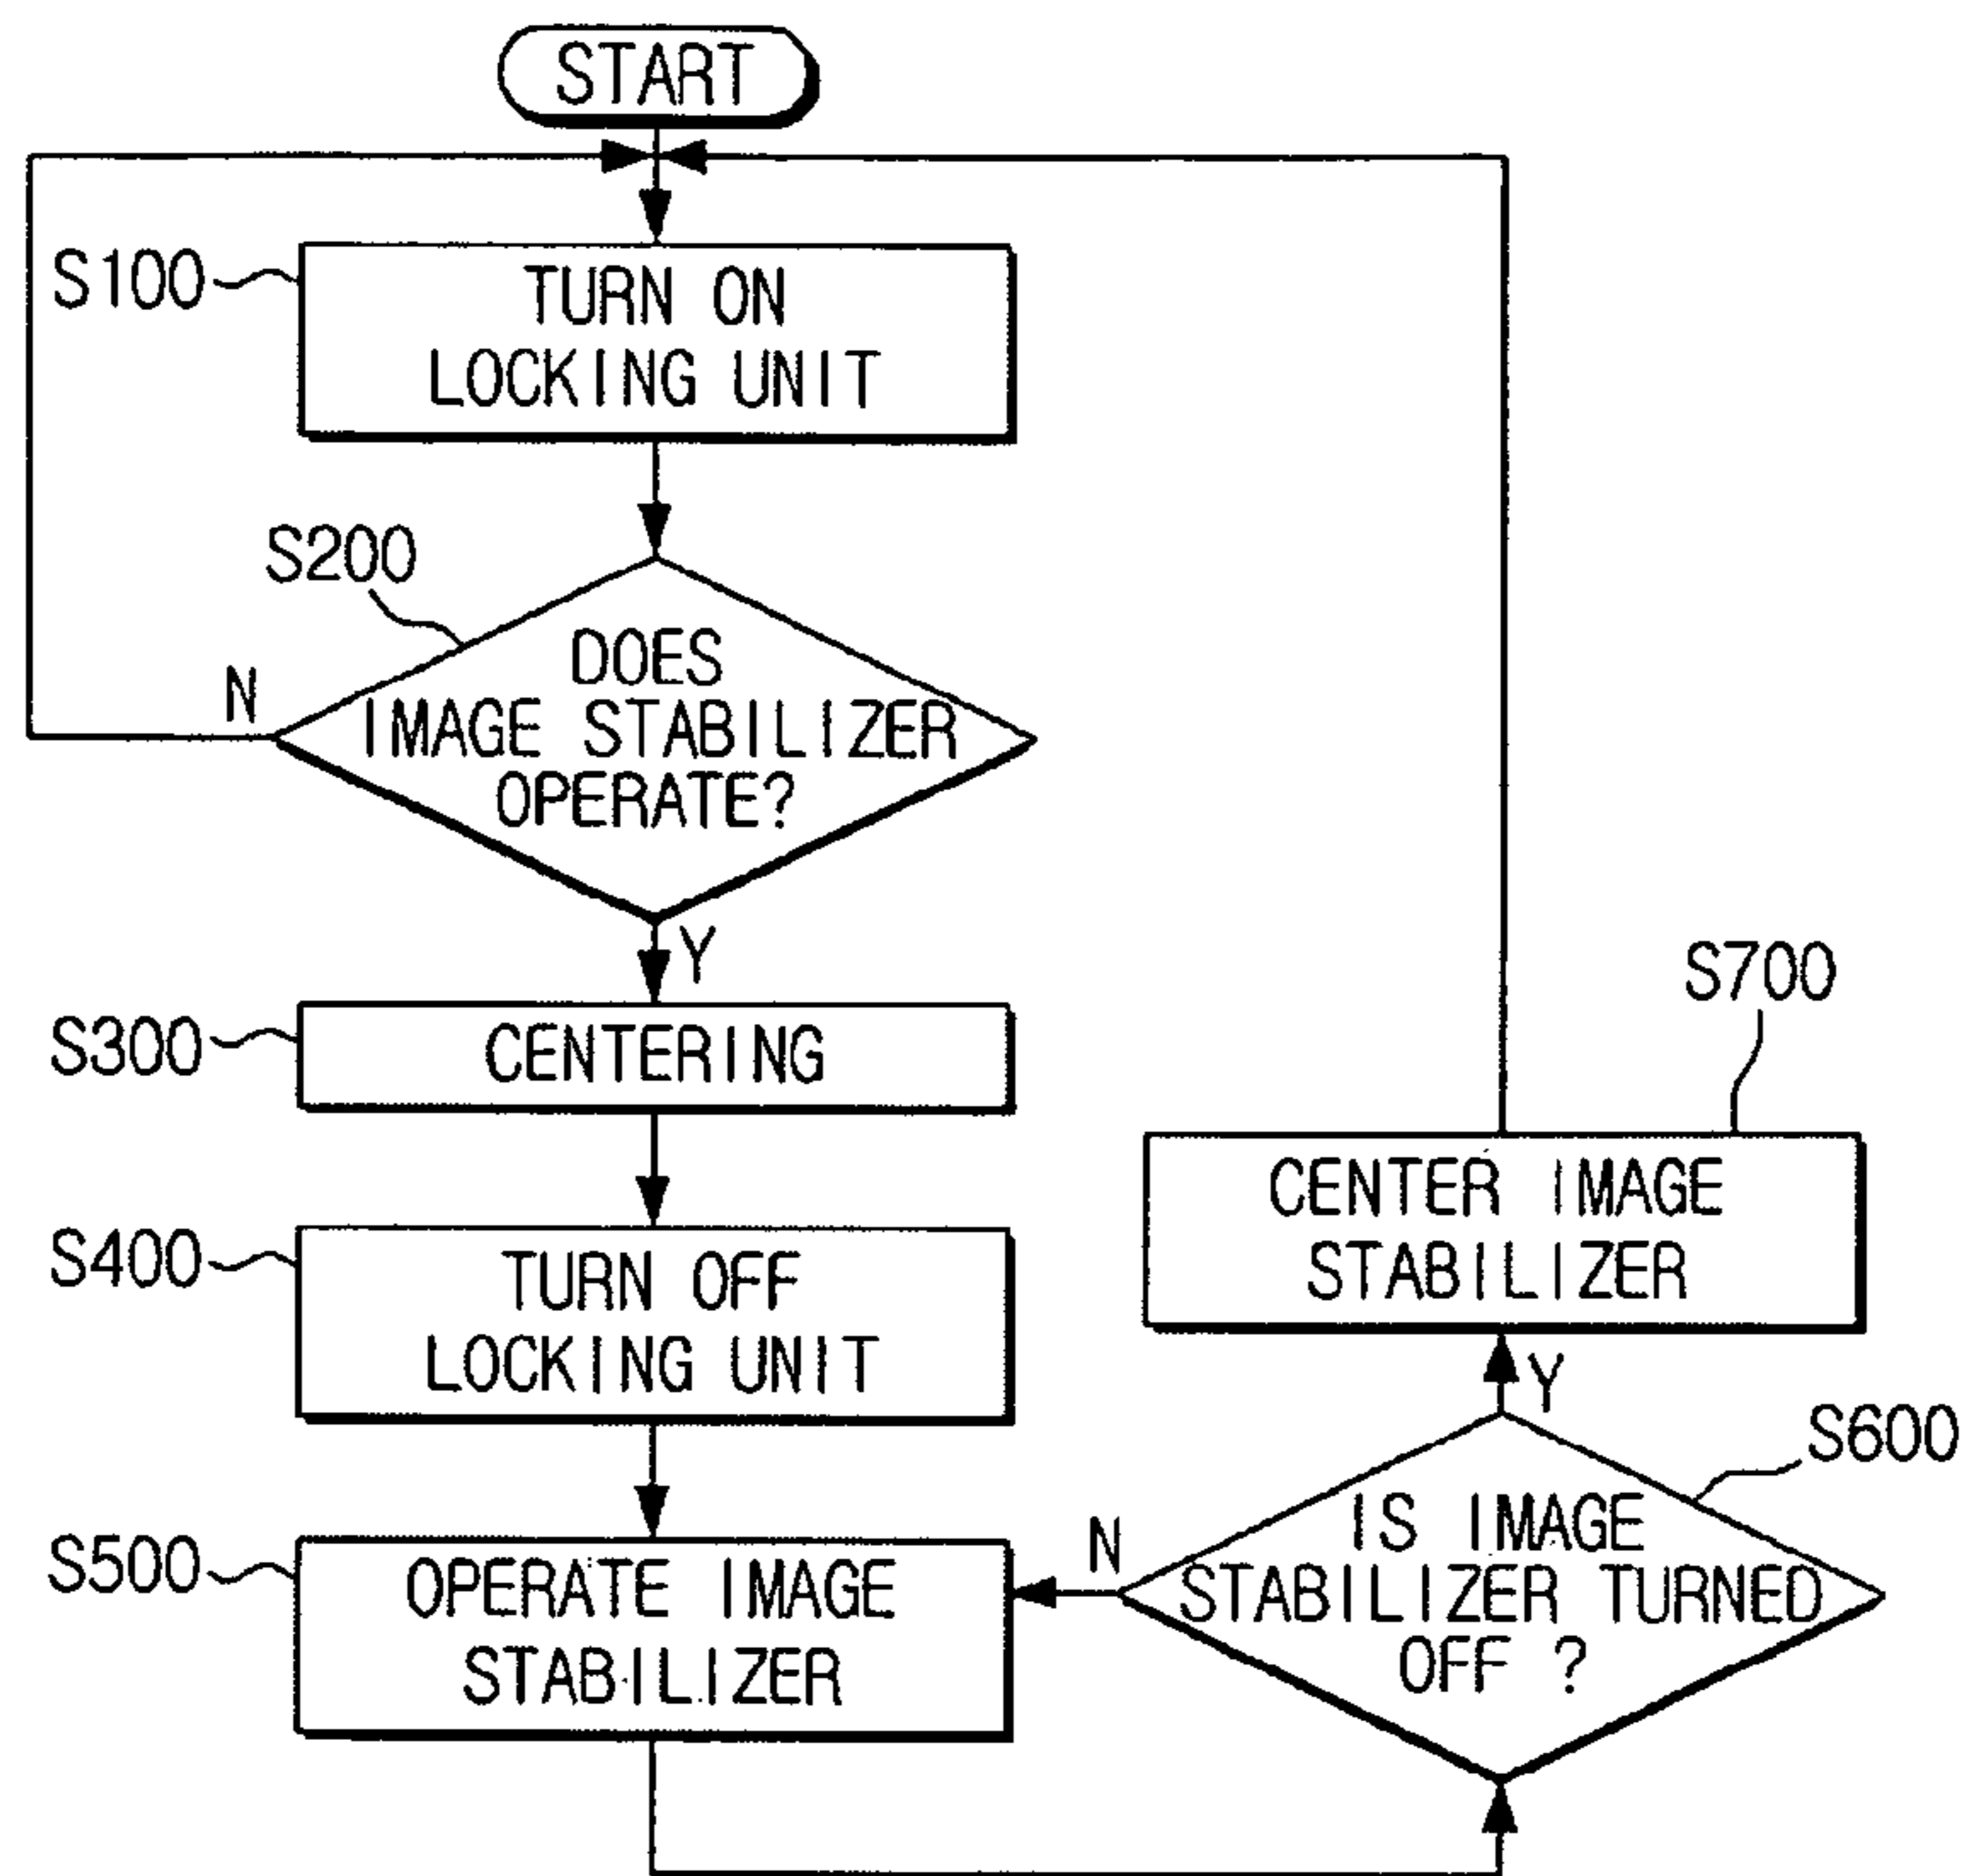 START
S100
TURN ON
LOCKING UNIT
S200
DOES
IMAGE STABILIZER
OPERATE?
N
Y
S300
CENTERING
S400
TURN OFF
LOCKING UNIT
S500
OPERATE IMAGE
STABILIZER
S600
IS IMAGE
STABILIZER TURNED
OFF ?
N
Y
S700
CENTER IMAGE
STABILIZER